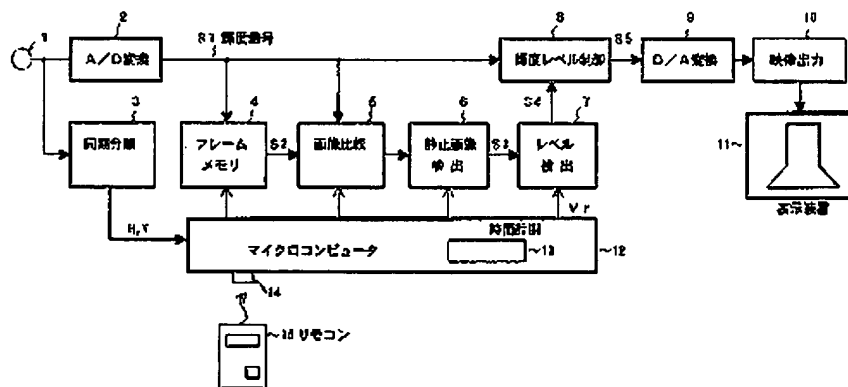 1
2
A/D変換
S1 輝度信号
3
同期分離
4
フレーム
メモリ
S2
5
画像比較
6
静止画像
検出
S3
7
レベル
検出
S4
8
輝度レベル制御
S5
9
D/A変換
10
映像出力
11
表示装置
H,V
Vr
マイクロコンピュータ
時間計測
13
12
14
15 リモコン